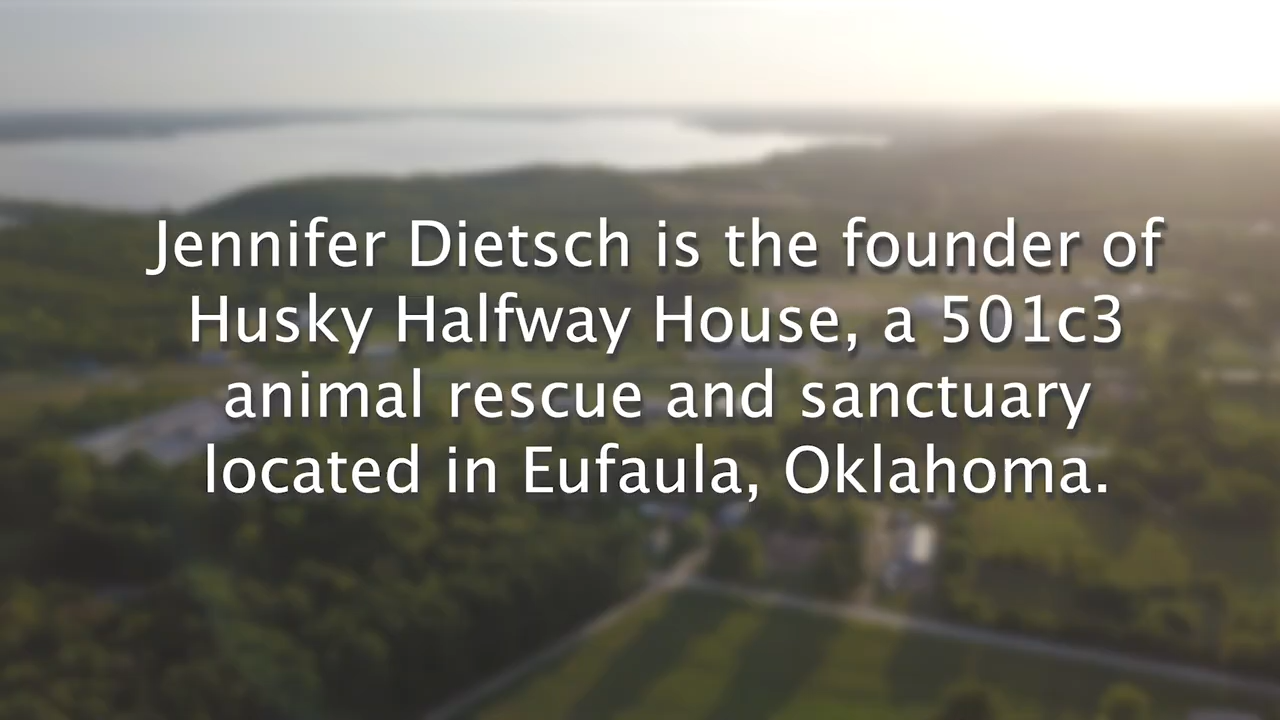 Jennifer Dietsch is the founder of
Husky Halfway House, a 501c3
animal rescue and sanctuary
located in Eufaula, Oklahoma.